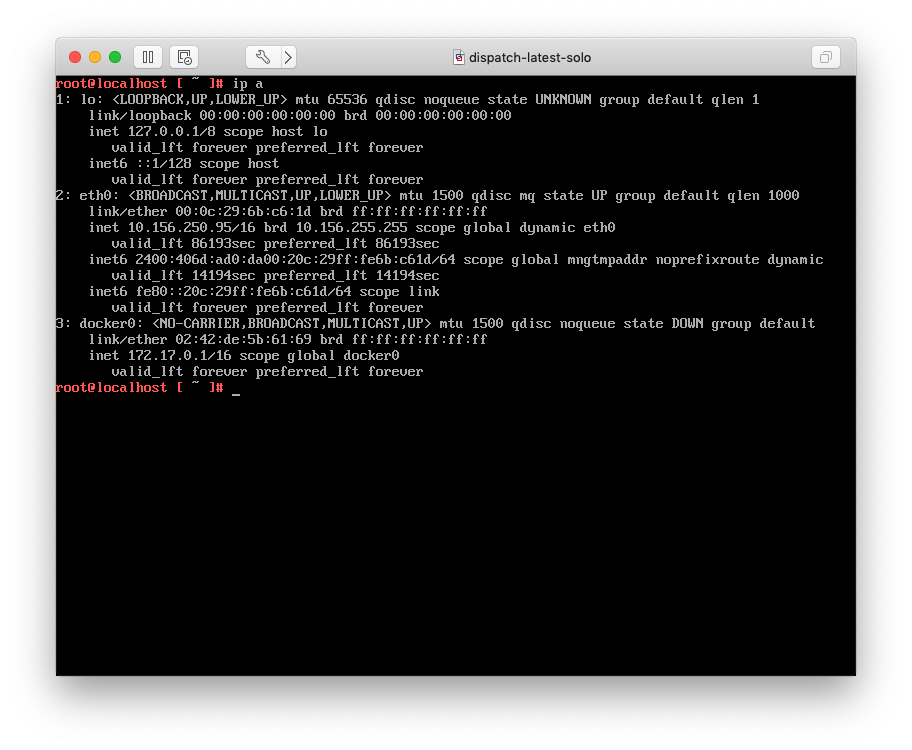 dispatch-latest-solo
root@localhost [ ~ ]# ip a
1: lo: <LOOPBACK,UP,LOWER_UP> mtu 65536 qdisc noqueue state UNKNOWN group default qlen 1
    link/loopback 00:00:00:00:00:00 brd 00:00:00:00:00:00
    inet 127.0.0.1/8 scope host lo
       valid_lft forever preferred_lft forever
    inet6 ::1/128 scope host
       valid_lft forever preferred_lft forever
2: eth0: <BROADCAST,MULTICAST,UP,LOWER_UP> mtu 1500 qdisc mq state UP group default qlen 1000
    link/ether 00:0c:29:6b:c6:1d brd ff:ff:ff:ff:ff:ff
    inet 10.156.250.95/16 brd 10.156.255.255 scope global dynamic eth0
       valid_lft 86193sec preferred_lft 86193sec
    inet6 2400:406d:ad0:da00:20c:29ff:fe6b:c61d/64 scope global mngtmpaddr noprefixroute dynamic
       valid_lft 14194sec preferred_lft 14194sec
    inet6 fe80::20c:29ff:fe6b:c61d/64 scope link
       valid_lft forever preferred_lft forever
3: docker0: <NO-CARRIER,BROADCAST,MULTICAST,UP> mtu 1500 qdisc noqueue state DOWN group default
    link/ether 02:42:de:5b:61:69 brd ff:ff:ff:ff:ff:ff
    inet 172.17.0.1/16 scope global docker0
       valid_lft forever preferred_lft forever
root@localhost [ ~ ]# _